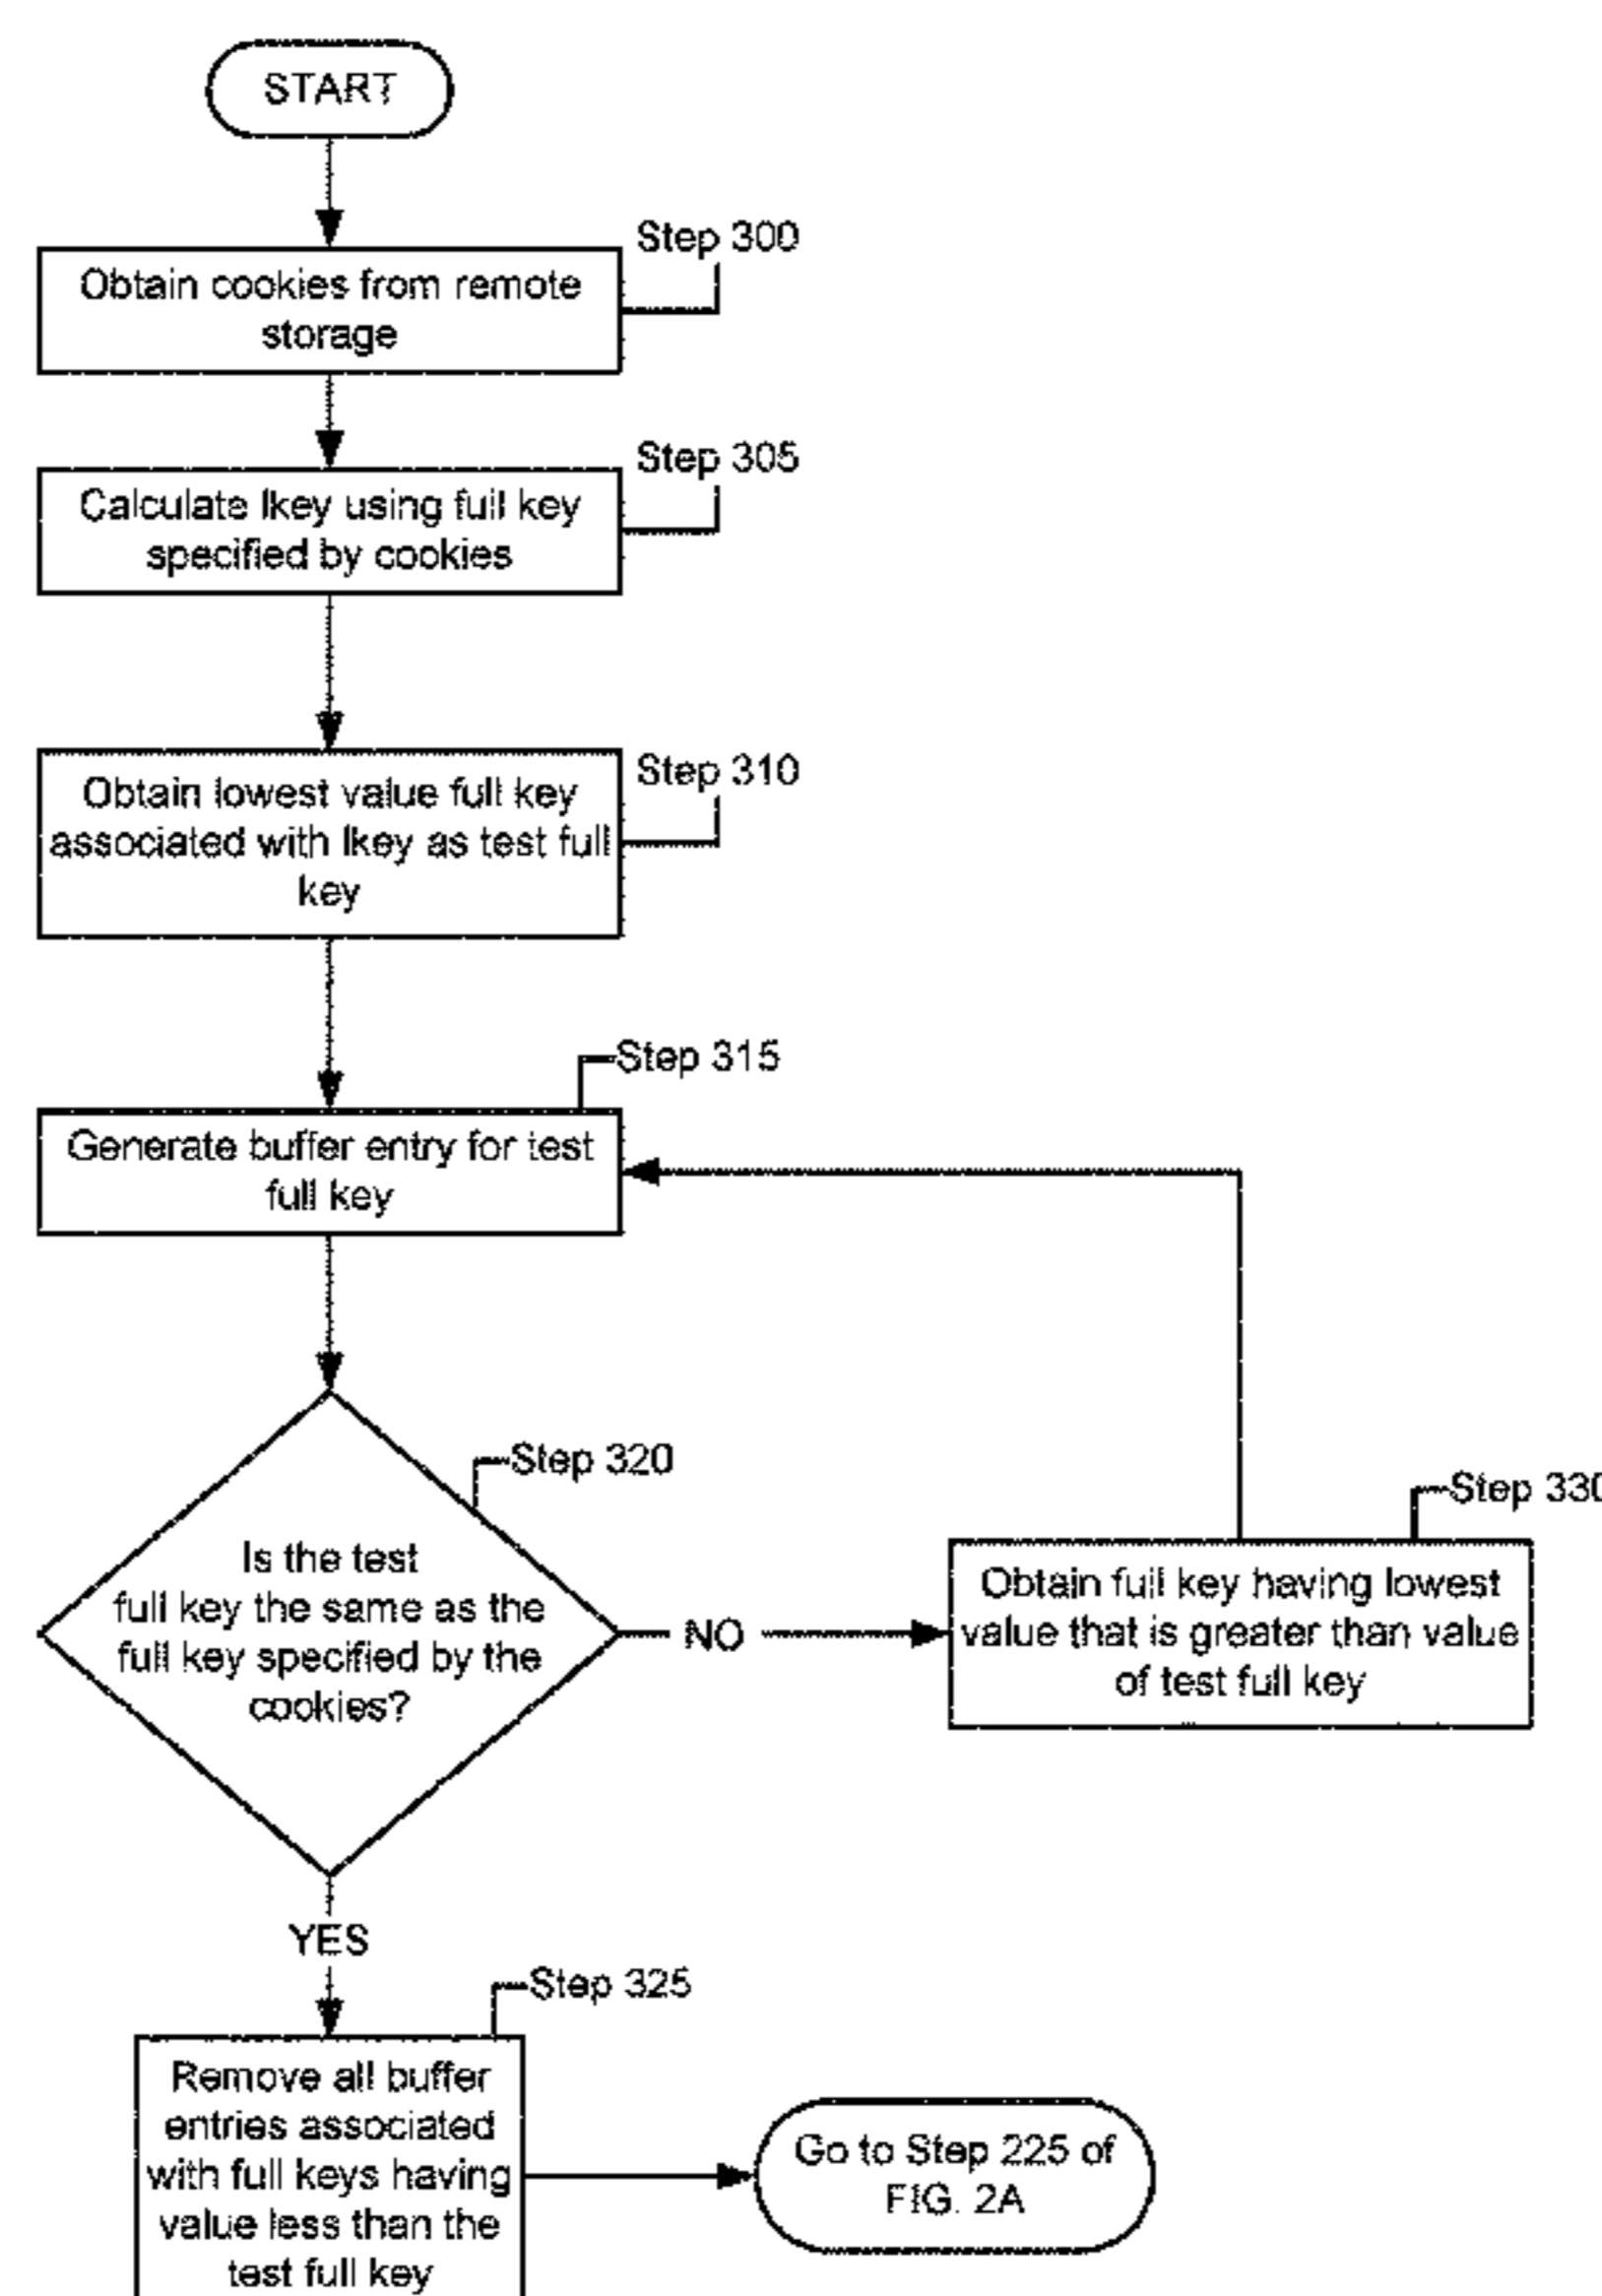 START
Step 300
Obtain cookies from remote
storage
Step 305
Calculate lkey using full key
specified by cookies
Step 310
Obtain lowest value full key
associated with lkey as test full
key
Step 315
Generate buffer entry for test
full key
Step 320
Is the test
full key the same as the
full key specified by the
cookies?
NO
Step 330
Obtain full key having lowest
value that is greater than value
of test full key
YES
Step 325
Remove all buffer
entries associated
with full keys having
value less than the
test full key
Go to Step 225 of
FIG. 2A